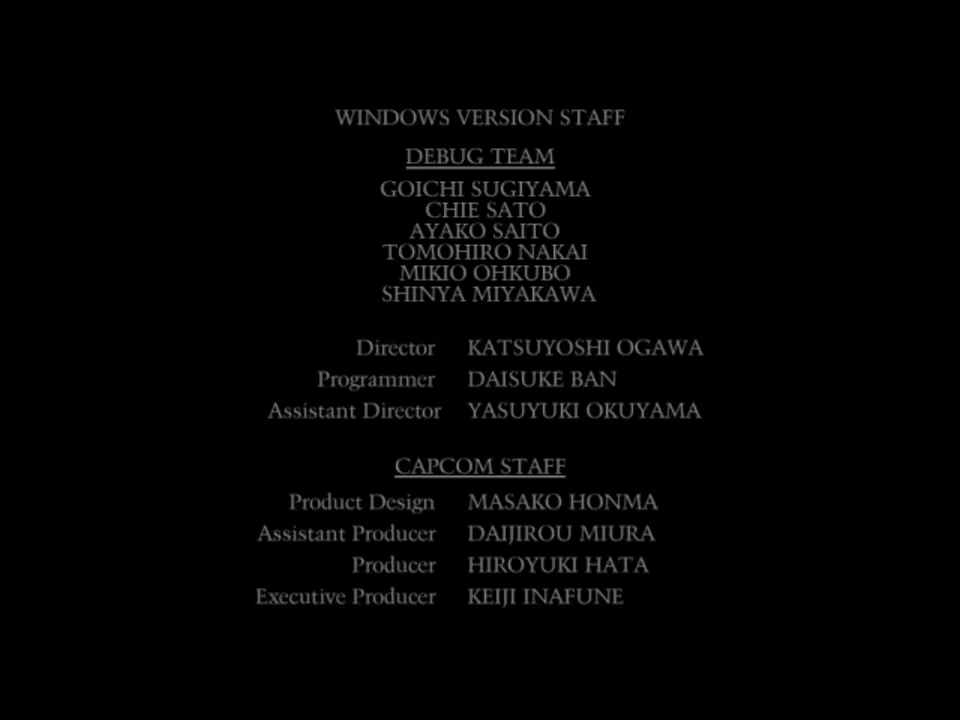 WINDOWS VERSION STAFF
DEBUG TEAM
GOICHI SUGIYAMA
CHIE SATO
AYAKO SAITO
TOMOHIRO NAKAI
MIKIO OHKUBO
SHINYA MIYAKAWA
Director KATSUYOSHI OGAWA
Programmer DAISUKE BAN
Assistant Director YASUYUKI OKUYAMA
CAPCOM STAFF
Product Design MASAKO HONMA
Assistant Producer DAIJIROU MIURA
Producer HIROYUKI HATA
Executive Producer KEIJI INAFUNE